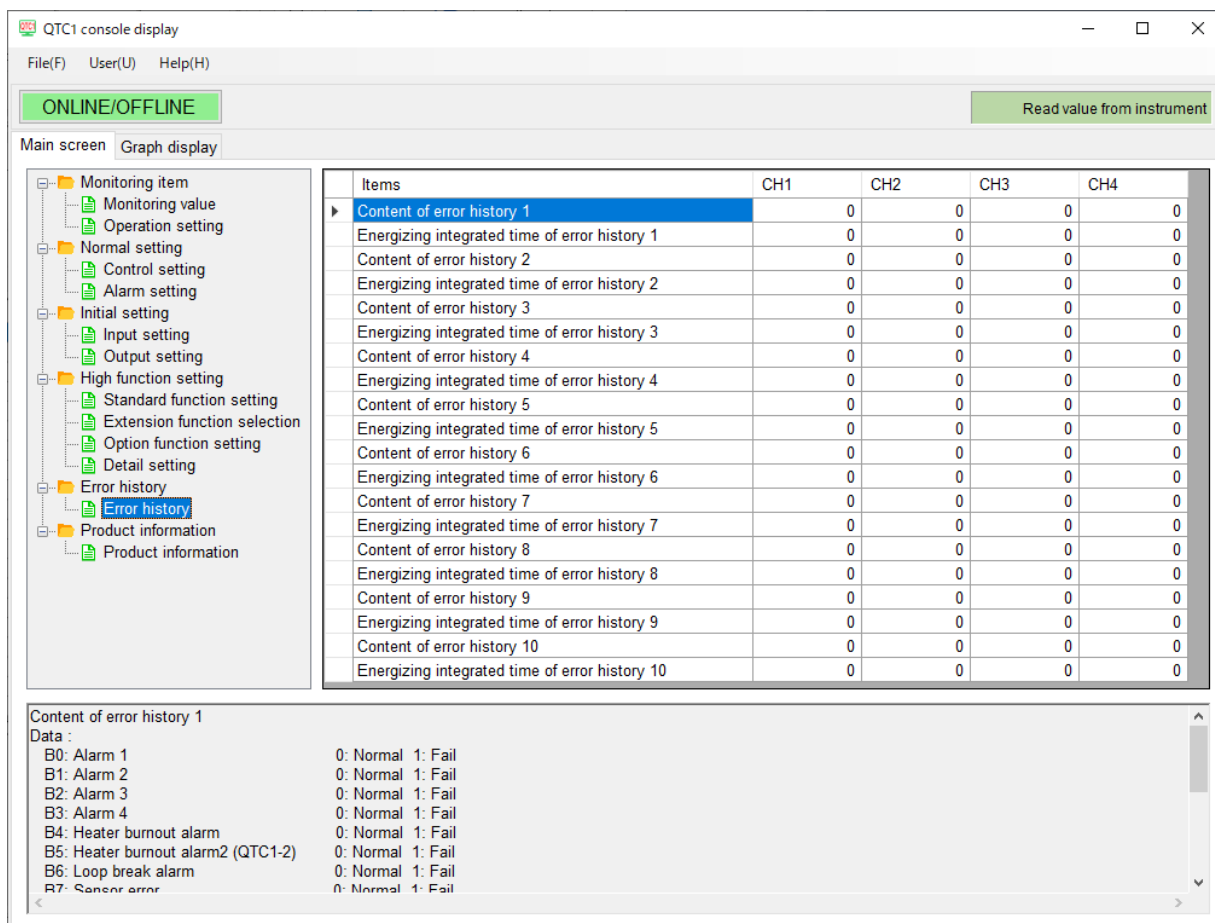 QTC1 console display
File(F) User(U) Help(H)
ONLINE/OFFLINE Read value from instrument
Main screen Graph display
Monitoring item
Monitoring value
Operation setting
Normal setting
Control setting
Alarm setting
Initial setting
Input setting
Output setting
High function setting
Standard function setting
Extension function selection
Option function setting
Detail setting
Error history
Error history
Product information
Product information
Items CH1 CH2 CH3 CH4
Content of error history 1 0 0 0 0
Energizing integrated time of error history 1 0 0 0 0
Content of error history 2 0 0 0 0
Energizing integrated time of error history 2 0 0 0 0
Content of error history 3 0 0 0 0
Energizing integrated time of error history 3 0 0 0 0
Content of error history 4 0 0 0 0
Energizing integrated time of error history 4 0 0 0 0
Content of error history 5 0 0 0 0
Energizing integrated time of error history 5 0 0 0 0
Content of error history 6 0 0 0 0
Energizing integrated time of error history 6 0 0 0 0
Content of error history 7 0 0 0 0
Energizing integrated time of error history 7 0 0 0 0
Content of error history 8 0 0 0 0
Energizing integrated time of error history 8 0 0 0 0
Content of error history 9 0 0 0 0
Energizing integrated time of error history 9 0 0 0 0
Content of error history 10 0 0 0 0
Energizing integrated time of error history 10 0 0 0 0
Content of error history 1
Data :
B0: Alarm 1 0: Normal 1: Fail
B1: Alarm 2 0: Normal 1: Fail
B2: Alarm 3 0: Normal 1: Fail
B3: Alarm 4 0: Normal 1: Fail
B4: Heater burnout alarm 0: Normal 1: Fail
B5: Heater burnout alarm2 (QTC1-2) 0: Normal 1: Fail
B6: Loop break alarm 0: Normal 1: Fail
B7: Sensor error 0: Normal 1: Fail